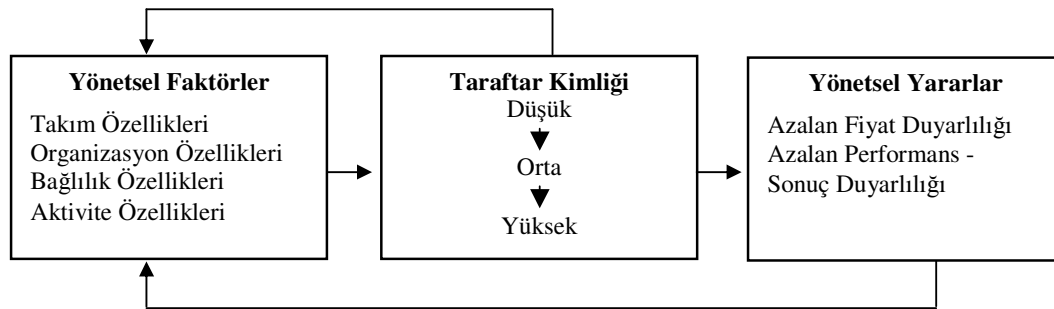 Yönetsel Faktörler
Takım Özellikleri
Organizasyon Özellikleri
Bağlılık Özellikleri
Aktivite Özellikleri
Taraftar Kimliği
Düşük
Orta
Yüksek
Yönetsel Yararlar
Azalan Fiyat Duyarlılığı
Azalan Performans -
Sonuç Duyarlılığı